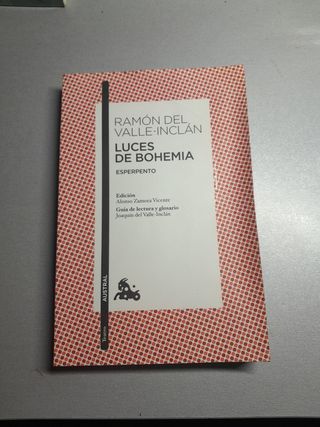 RAMÓN DEL
VALLE-INCLÁN
LUCES
DE BOHEMIA
ESPERPENTO
Edición
Alonso Zamora Vicente
Guía de lectura y glosario
Joaquín del Valle-Inclán
AUSTRAL
Teatro